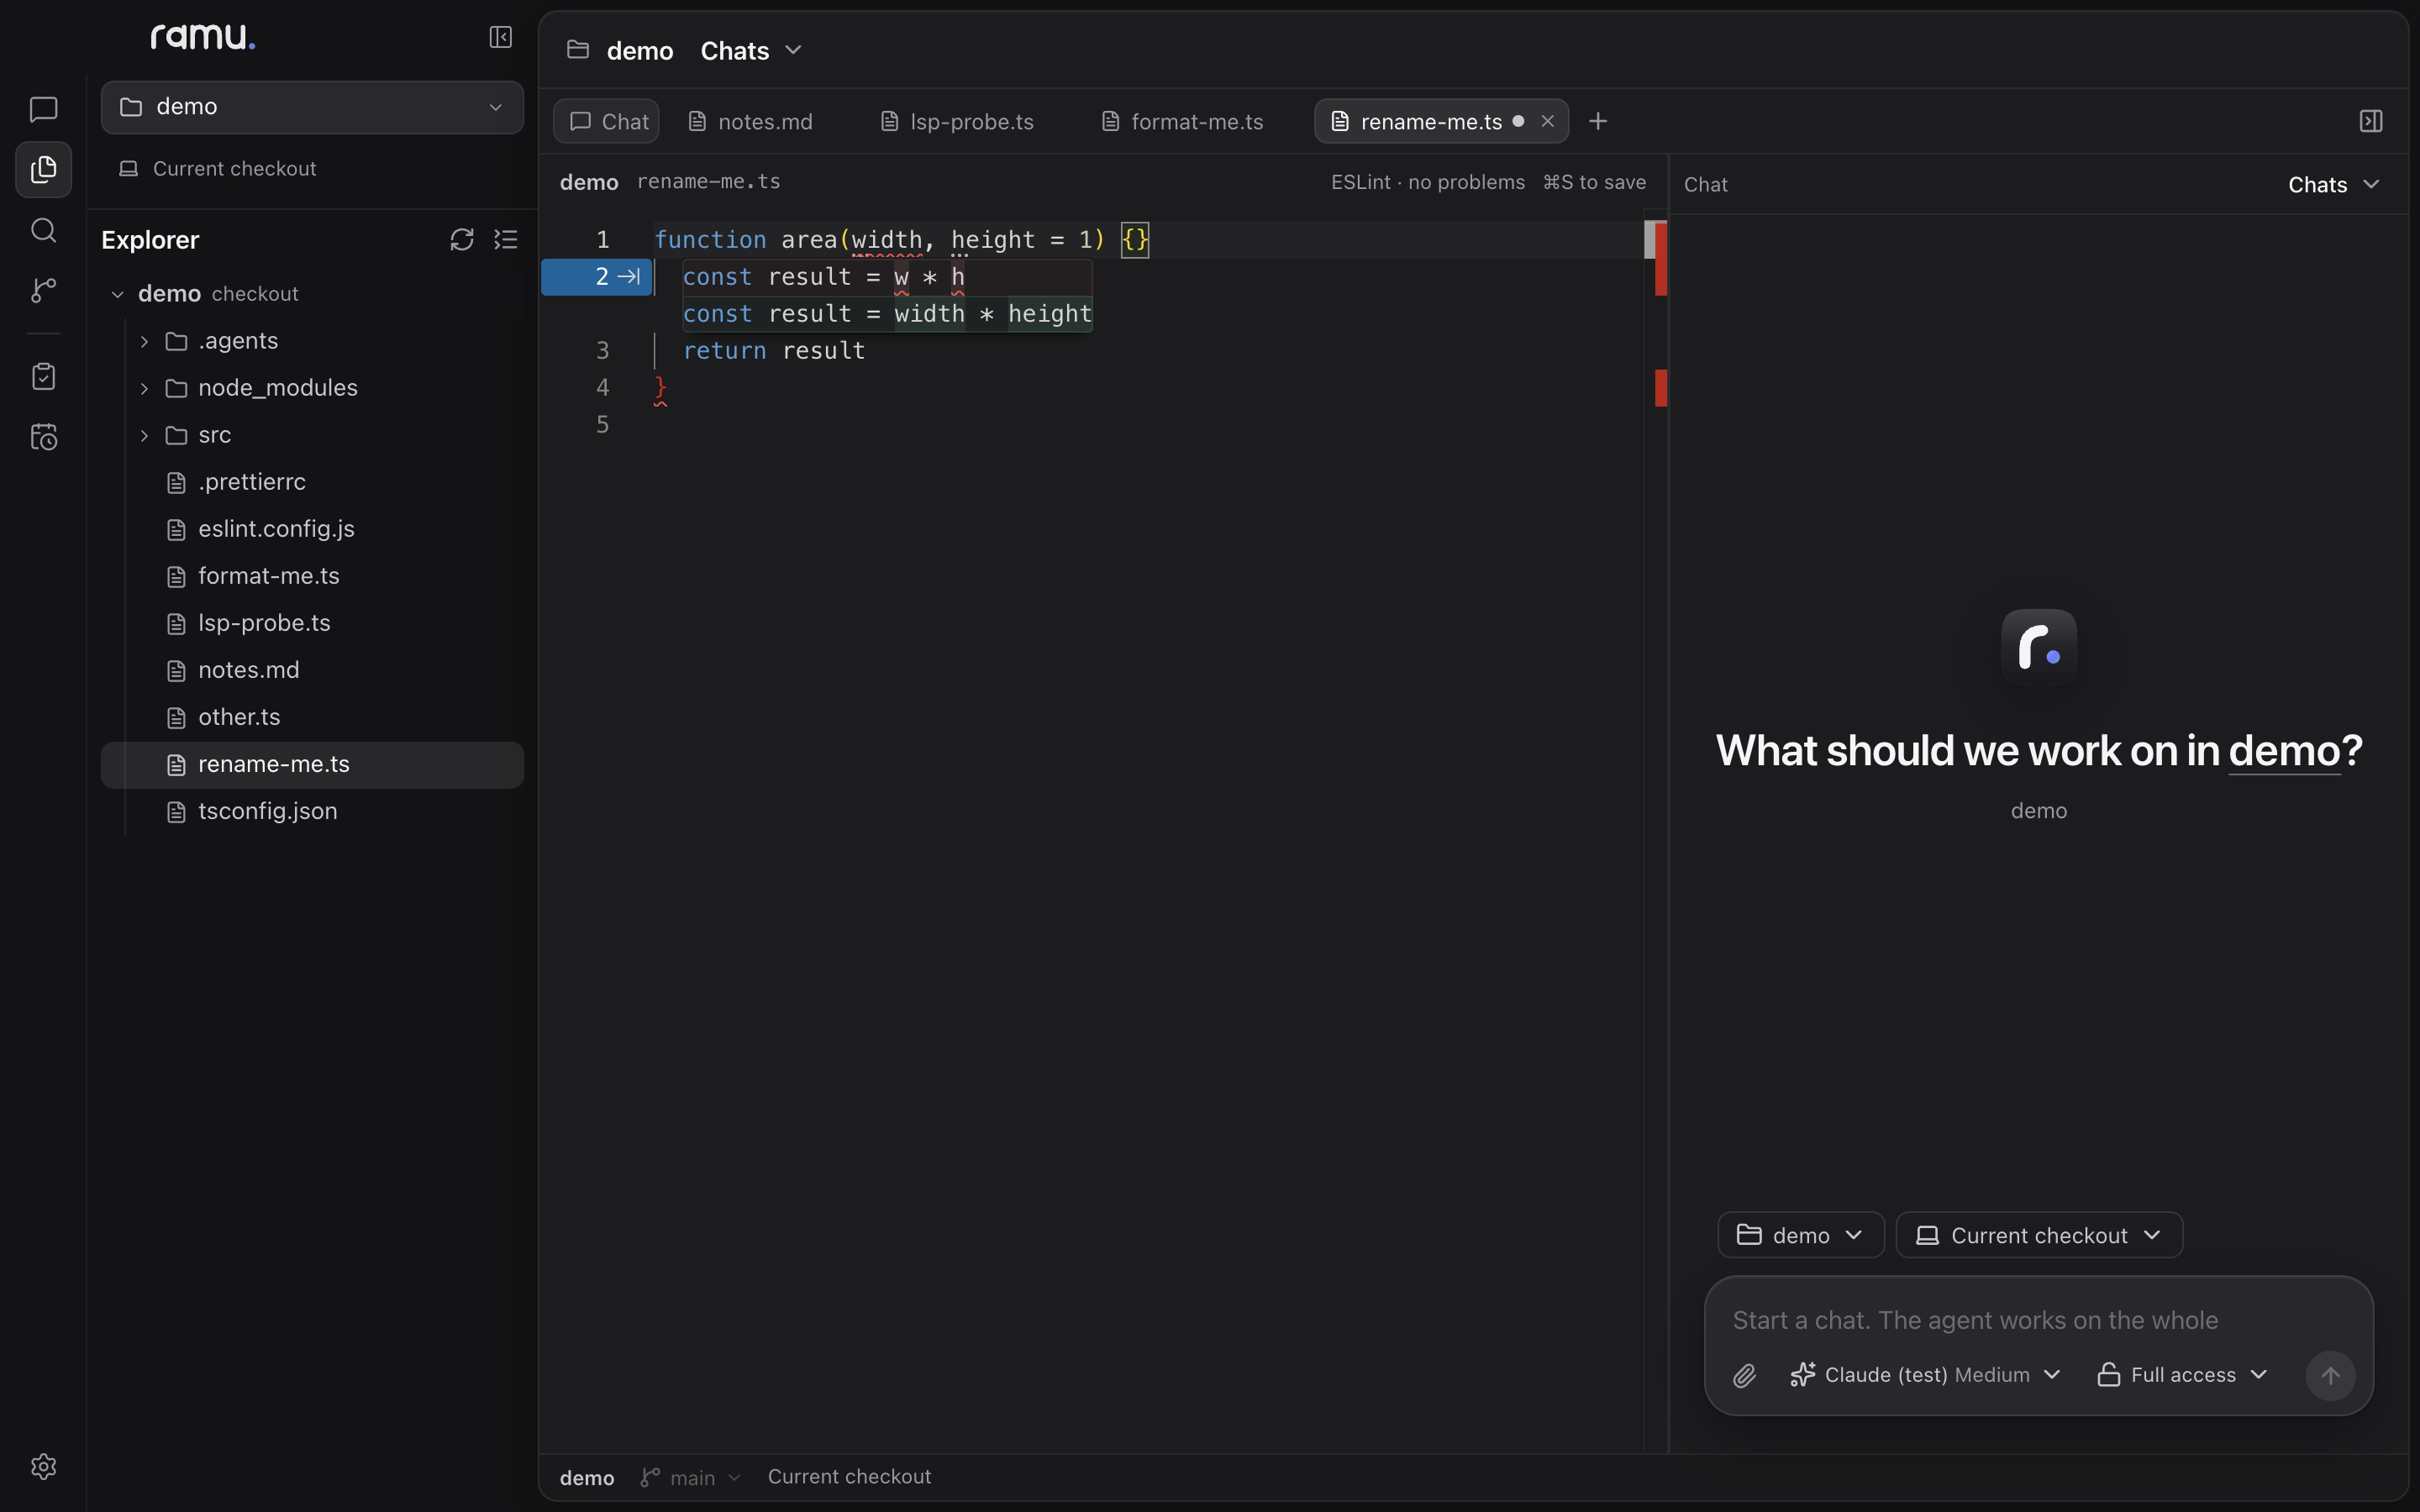 ramu.
demo
Current checkout
Explorer
demo checkout
.agents
node_modules
src
.prettierrc
eslint.config.js
format-me.ts
lsp-probe.ts
notes.md
other.ts
rename-me.ts
tsconfig.json
demo Chats
Chat notes.md lsp-probe.ts format-me.ts rename-me.ts
demo rename-me.ts ESLint · no problems ⌘S to save
1 function area(width, height = 1) {}
2 const result = w * h
const result = width * height
3 return result
4 }
5
Chat Chats
What should we work on in demo?
demo
demo Current checkout
Start a chat. The agent works on the whole
Claude (test) Medium Full access
demo main Current checkout